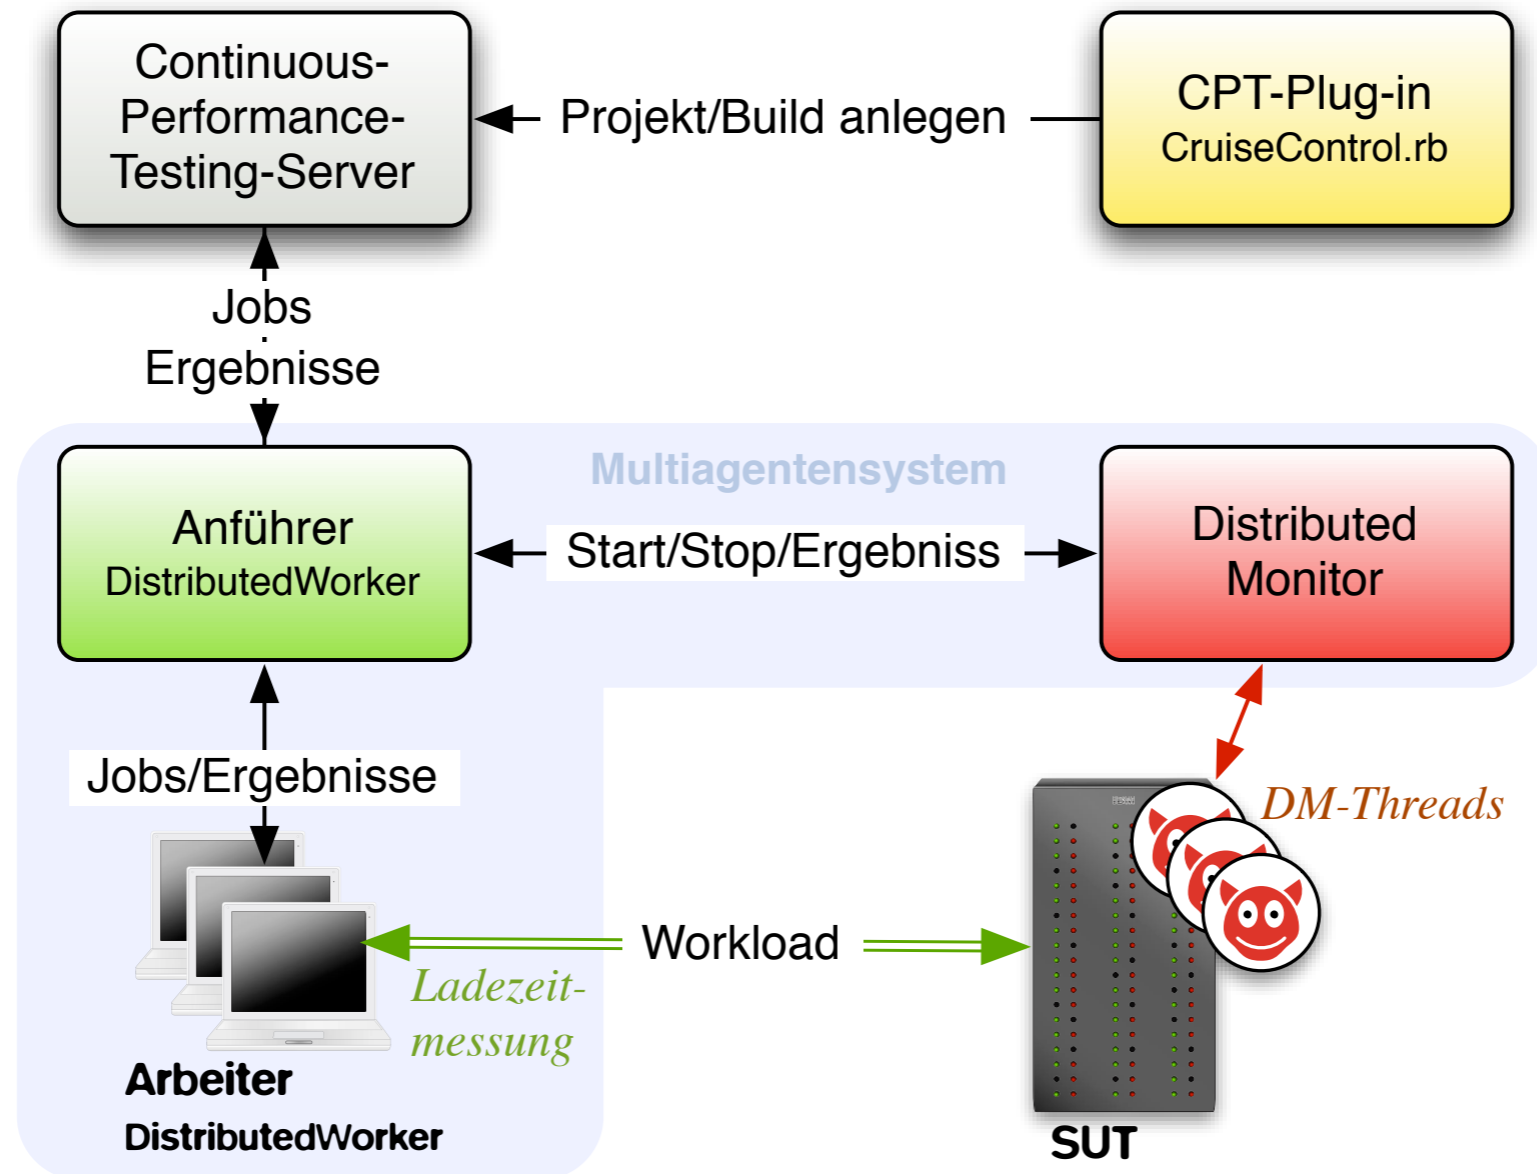 Continuous-
Performance-
Testing-Server
Projekt/Build anlegen
CPT-Plug-in
CruiseControl.rb
Jobs
Ergebnisse
Multiagentensystem
Anführer
DistributedWorker
Start/Stop/Ergebniss
Distributed
Monitor
Jobs/Ergebnisse
DM-Threads
Workload
Ladezeit-
messung
Arbeiter
DistributedWorker
SUT